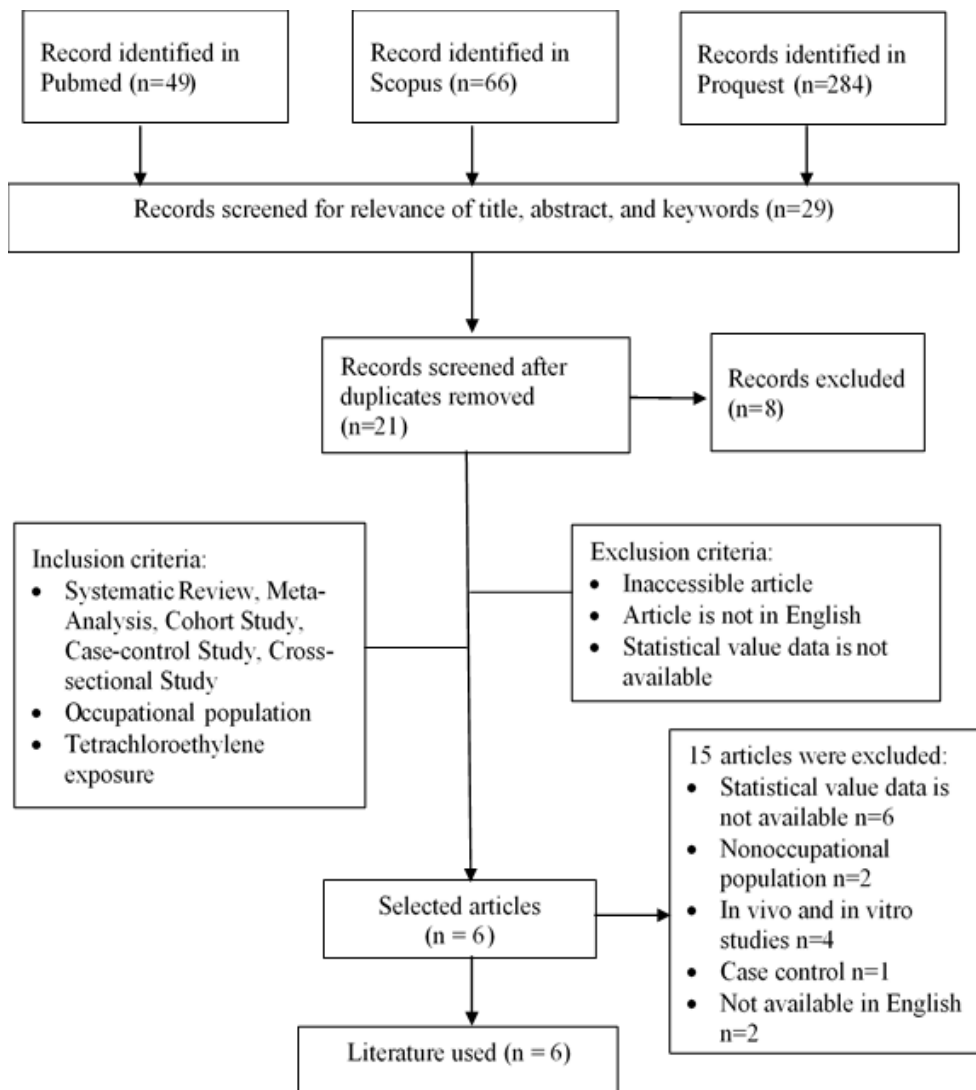 Record identified in
Pubmed (n=49)
Record identified in
Scopus (n=66)
Records identified in
Proquest (n=284)
Records screened for relevance of title, abstract, and keywords (n=29)
Records screened after
duplicates removed
(n=21)
Records excluded
(n=8)
Inclusion criteria:
• Systematic Review, Meta-
Analysis, Cohort Study,
Case-control Study, Cross-
sectional Study
• Occupational population
• Tetrachloroethylene
exposure
Exclusion criteria:
• Inaccessible article
• Article is not in English
• Statistical value data is not
available
15 articles were excluded:
• Statistical value data is
not available n=6
• Nonoccupational
population n=2
• In vivo and in vitro
studies n=4
• Case control n=1
• Not available in English
n=2
Selected articles
(n = 6)
Literature used (n = 6)